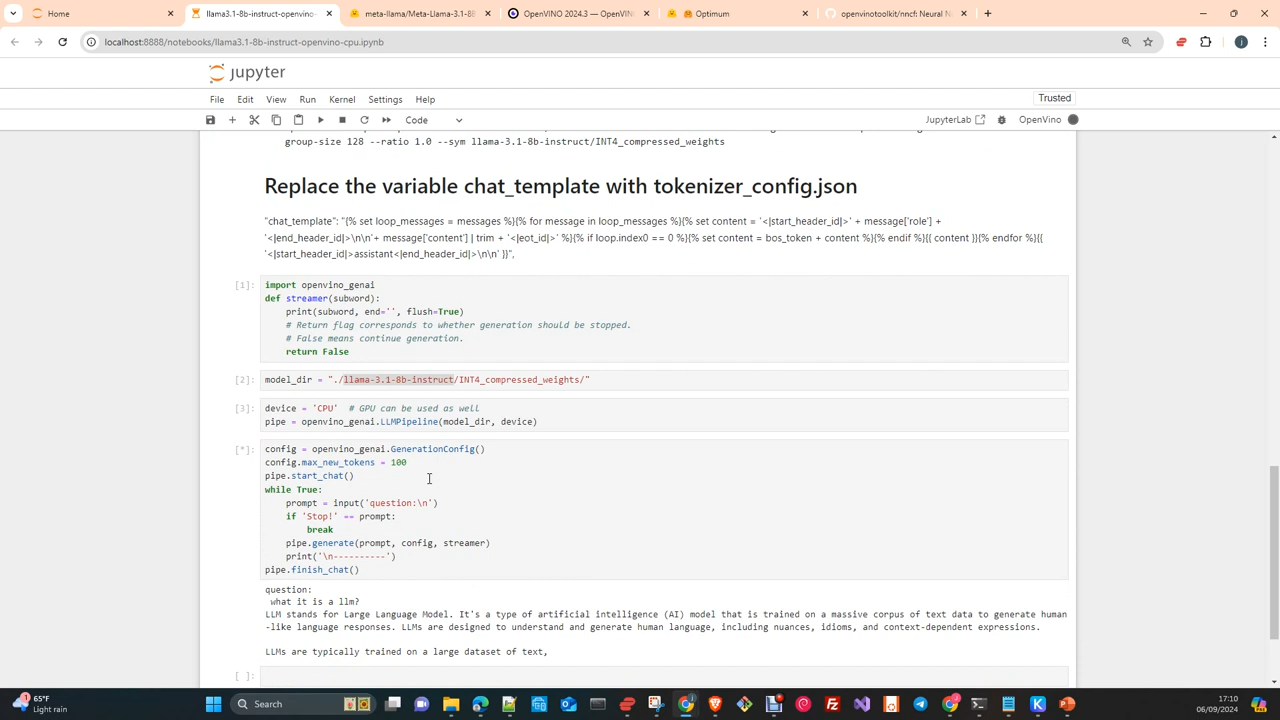 Home
llama3.1-8b-instruct-openvino-
meta-llama/Meta-Llama-3.1-8B
OpenVINO 2024.3 — OpenVIN
Optimum
openvinotoolkit/nncf: Neural N
localhost:8888/notebooks/llama3.1-8b-instruct-openvino-cpu.ipynb
jupyter
File Edit View Run Kernel Settings Help
Trusted
Code
JupyterLab
OpenVino
group-size 128 --ratio 1.0 --sym llama-3.1-8b-instruct/INT4_compressed_weights
Replace the variable chat_template with tokenizer_config.json
"chat_template": "{% set loop_messages = messages %}{% for message in loop_messages %}{% set content = '<|start_header_id|>' + message['role'] +
'<|end_header_id|>\n\n'+ message['content'] | trim + '<|eot_id|>' %}{% if loop.index0 == 0 %}{% set content = bos_token + content %}{% endif %}{{ content }}{% endfor %}{{
'<|start_header_id|>assistant<|end_header_id|>\n\n' }}",
[1]:
import openvino_genai
def streamer(subword):
print(subword, end='', flush=True)
# Return flag corresponds to whether generation should be stopped.
# False means continue generation.
return False
[2]:
model_dir = "./llama-3.1-8b-instruct/INT4_compressed_weights/"
[3]:
device = 'CPU' # GPU can be used as well
pipe = openvino_genai.LLMPipeline(model_dir, device)
[*]:
config = openvino_genai.GenerationConfig()
config.max_new_tokens = 100
pipe.start_chat()
while True:
prompt = input('question:\n')
if 'Stop!' == prompt:
break
pipe.generate(prompt, config, streamer)
print('\n----------')
pipe.finish_chat()
question:
what it is a llm?
LLM stands for Large Language Model. It's a type of artificial intelligence (AI) model that is trained on a massive corpus of text data to generate human
-like language responses. LLMs are designed to understand and generate human language, including nuances, idioms, and context-dependent expressions.
LLMs are typically trained on a large dataset of text,
[ ]:
65°F
Light rain
Search
17:10
06/09/2024